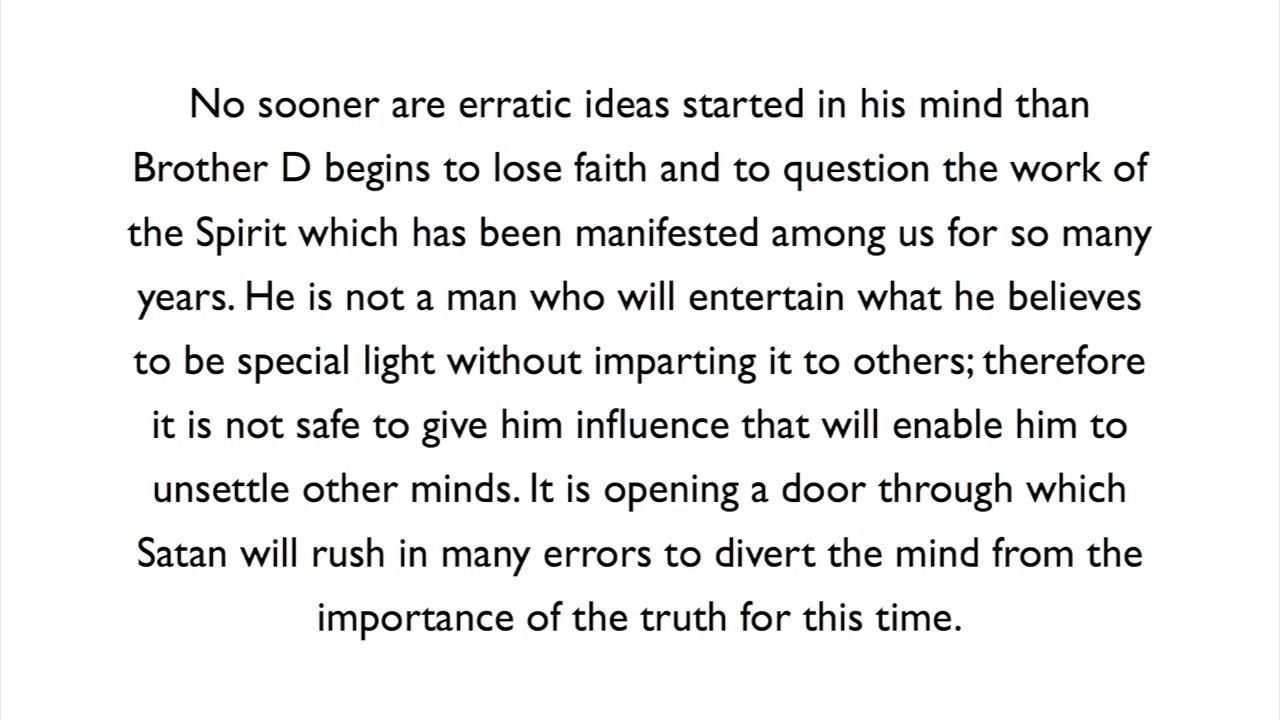 No sooner are erratic ideas started in his mind than
Brother D begins to lose faith and to question the work of
the Spirit which has been manifested among us for so many
years. He is not a man who will entertain what he believes
to be special light without imparting it to others; therefore
it is not safe to give him influence that will enable him to
unsettle other minds. It is opening a door through which
Satan will rush in many errors to divert the mind from the
importance of the truth for this time.